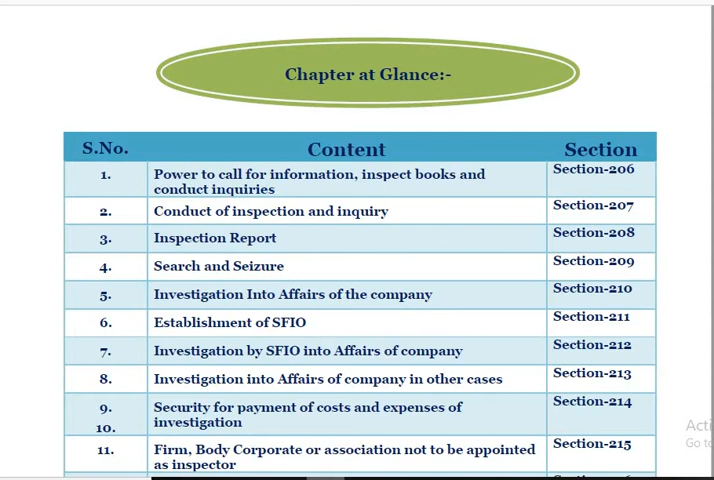 Chapter at Glance:-
S.No. Content Section
1. Power to call for information, inspect books and conduct inquiries Section-206
2. Conduct of inspection and inquiry Section-207
3. Inspection Report Section-208
4. Search and Seizure Section-209
5. Investigation Into Affairs of the company Section-210
6. Establishment of SFIO Section-211
7. Investigation by SFIO into Affairs of company Section-212
8. Investigation into Affairs of company in other cases Section-213
9. Security for payment of costs and expenses of Section-214
10. investigation
11. Firm, Body Corporate or association not to be appointed as inspector Section-215
Go to